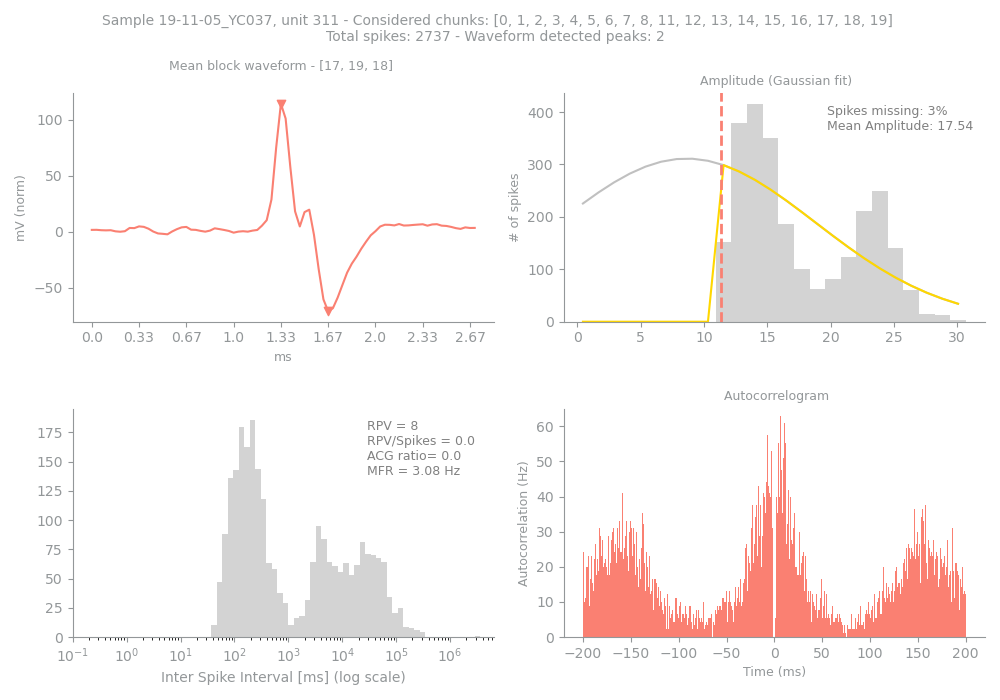 Sample 19-11-05_YC037, unit 311 - Considered chunks: [0, 1, 2, 3, 4, 5, 6, 7, 8, 11, 12, 13, 14, 15, 16, 17, 18, 19]
Total spikes: 2737 - Waveform detected peaks: 2
Mean block waveform - [17, 19, 18]
100
50
0
−50
mV (norm)
0.0 0.33 0.67 1.0 1.33 1.67 2.0 2.33 2.67
ms
Amplitude (Gaussian fit)
Spikes missing: 3%
Mean Amplitude: 17.54
400
300
200
100
0
# of spikes
0 5 10 15 20 25 30
RPV = 8
RPV/Spikes = 0.0
ACG ratio= 0.0
MFR = 3.08 Hz
175
150
125
100
75
50
25
0
10⁻¹ 10⁰ 10¹ 10² 10³ 10⁴ 10⁵ 10⁶
Inter Spike Interval [ms] (log scale)
Autocorrelogram
60
50
40
30
20
10
0
Autocorrelation (Hz)
−200 −150 −100 −50 0 50 100 150 200
Time (ms)